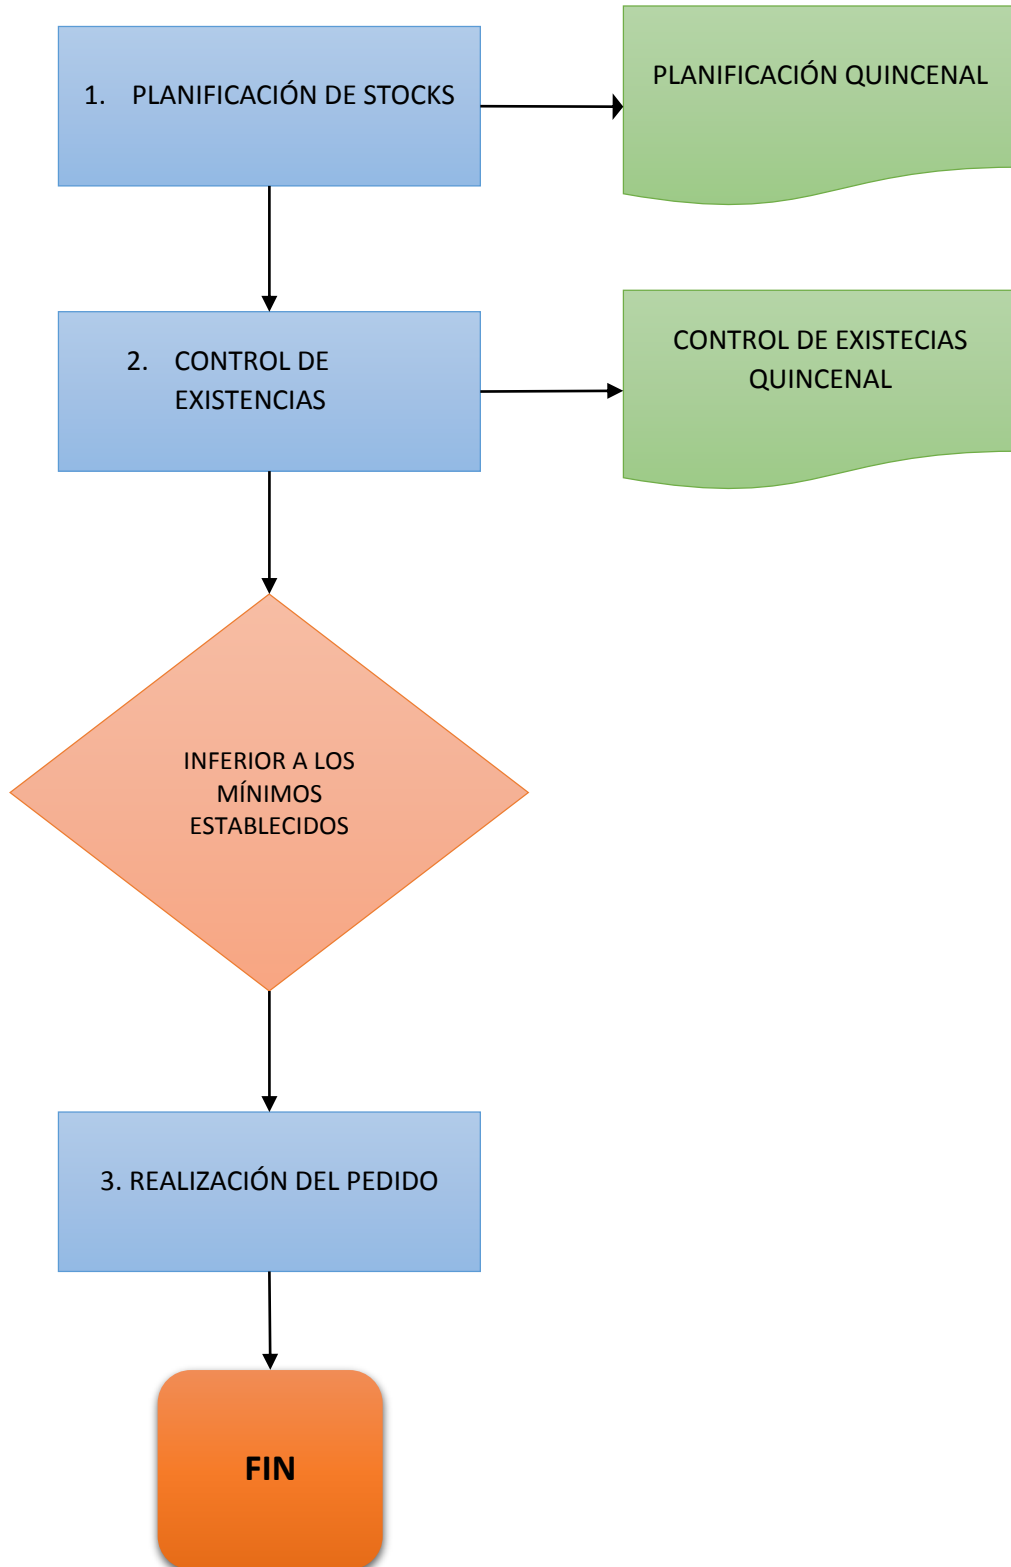 1. PLANIFICACIÓN DE STOCKS
PLANIFICACIÓN QUINCENAL
2. CONTROL DE
EXISTENCIAS
CONTROL DE EXISTECIAS
QUINCENAL
INFERIOR A LOS
MÍNIMOS
ESTABLECIDOS
3. REALIZACIÓN DEL PEDIDO
FIN